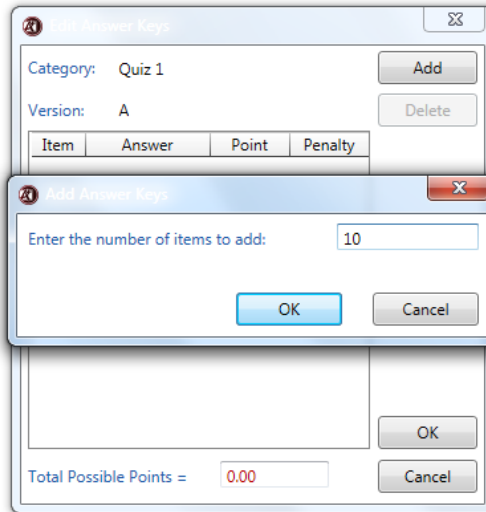 Edit Answer Keys
Category: Quiz 1 Add
Version: A Delete
Item Answer Point Penalty
Add Answer Keys
Enter the number of items to add: 10
OK Cancel
OK
Total Possible Points = 0.00 Cancel